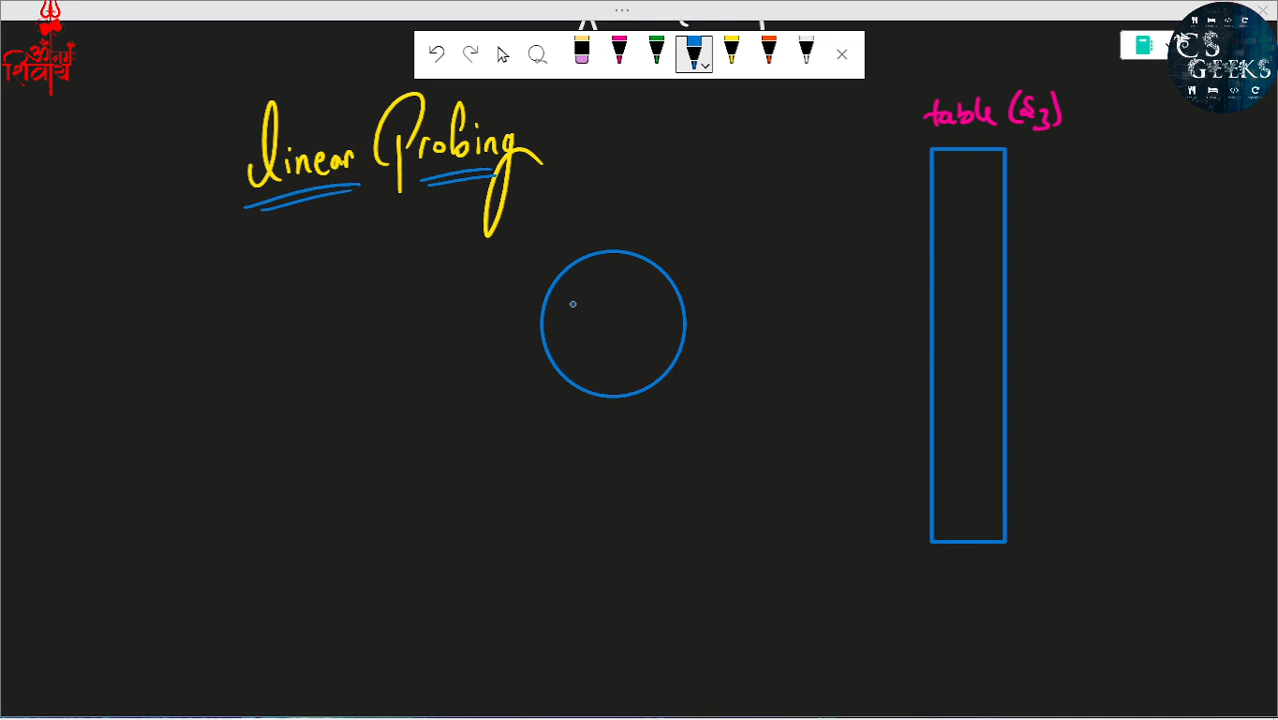 ॐ नमः
शिवाय
CS
GEEKS
linear Probing
table (S3)